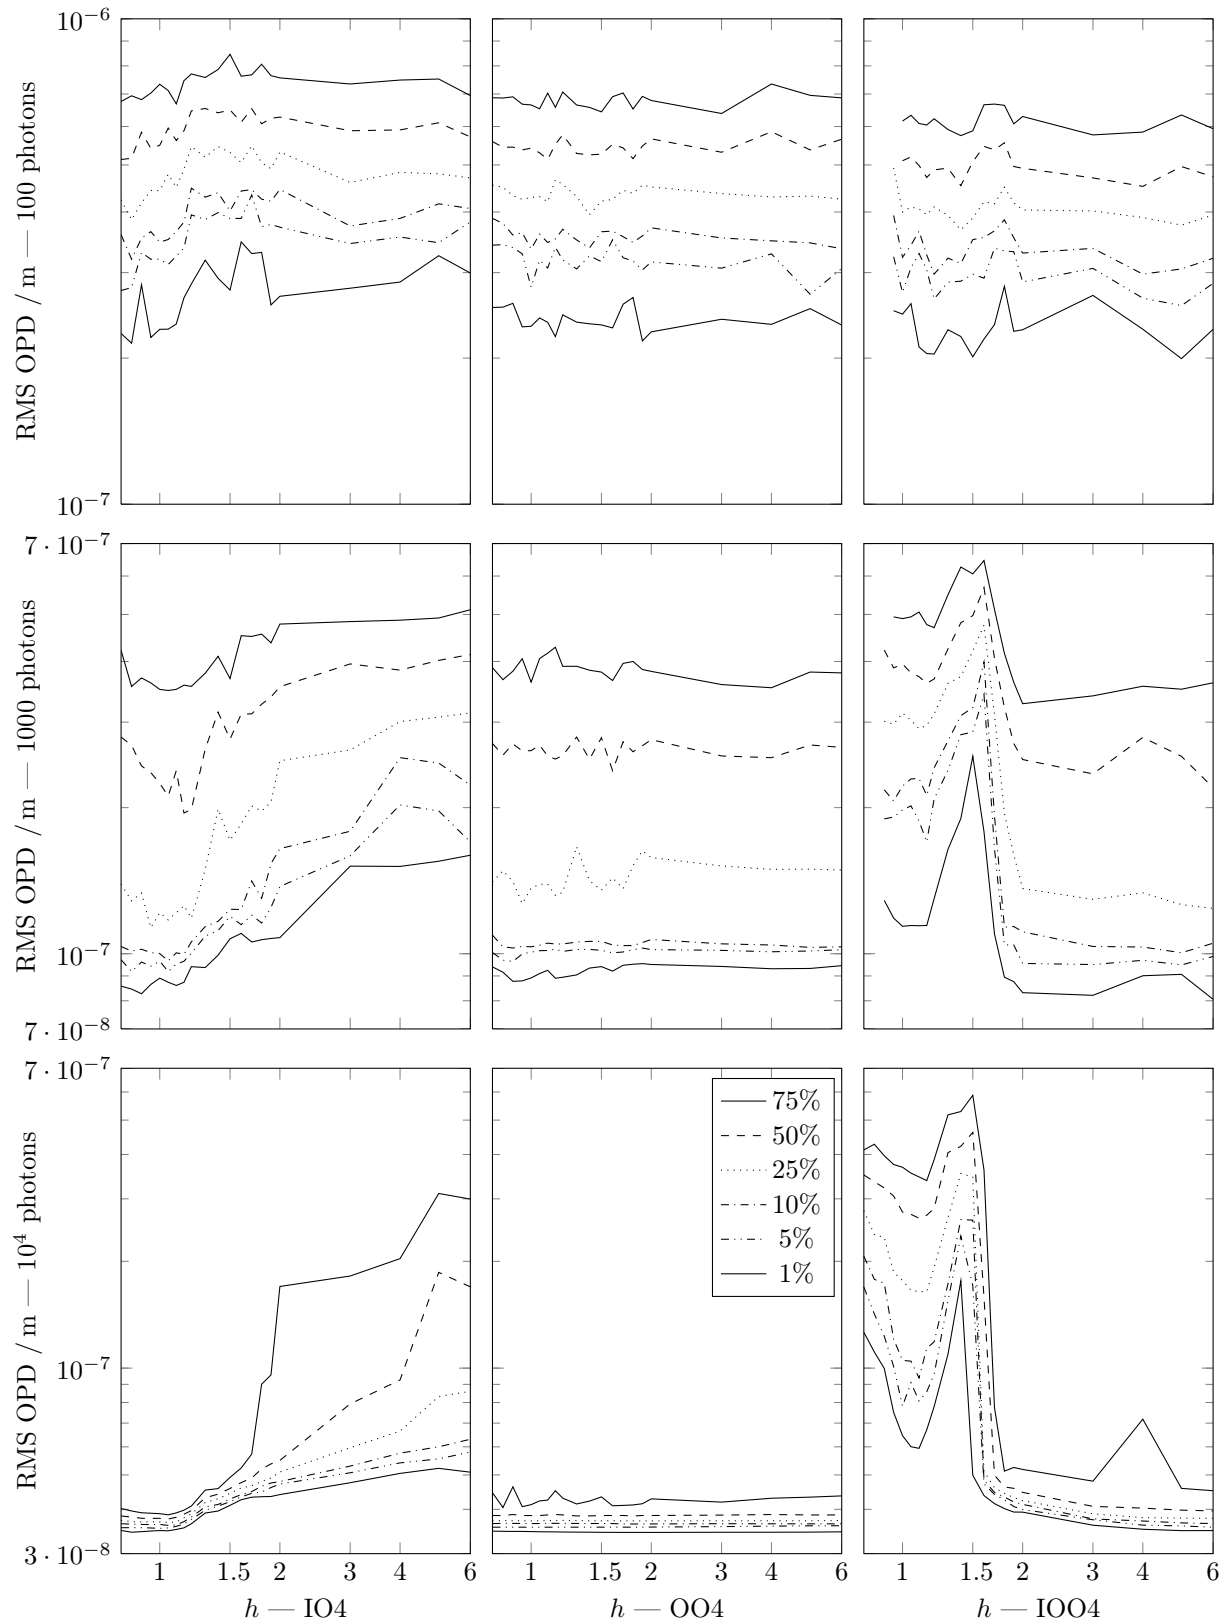 10⁻⁶
RMS OPD / m — 100 photons
10⁻⁷
7 · 10⁻⁷
RMS OPD / m — 1000 photons
10⁻⁷
7 · 10⁻⁸
7 · 10⁻⁷
RMS OPD / m — 10⁴ photons
10⁻⁷
3 · 10⁻⁸
75%
50%
25%
10%
5%
1%
1 1.5 2 3 4 6
1 1.5 2 3 4 6
1 1.5 2 3 4 6
h — IO4
h — OO4
h — IOO4